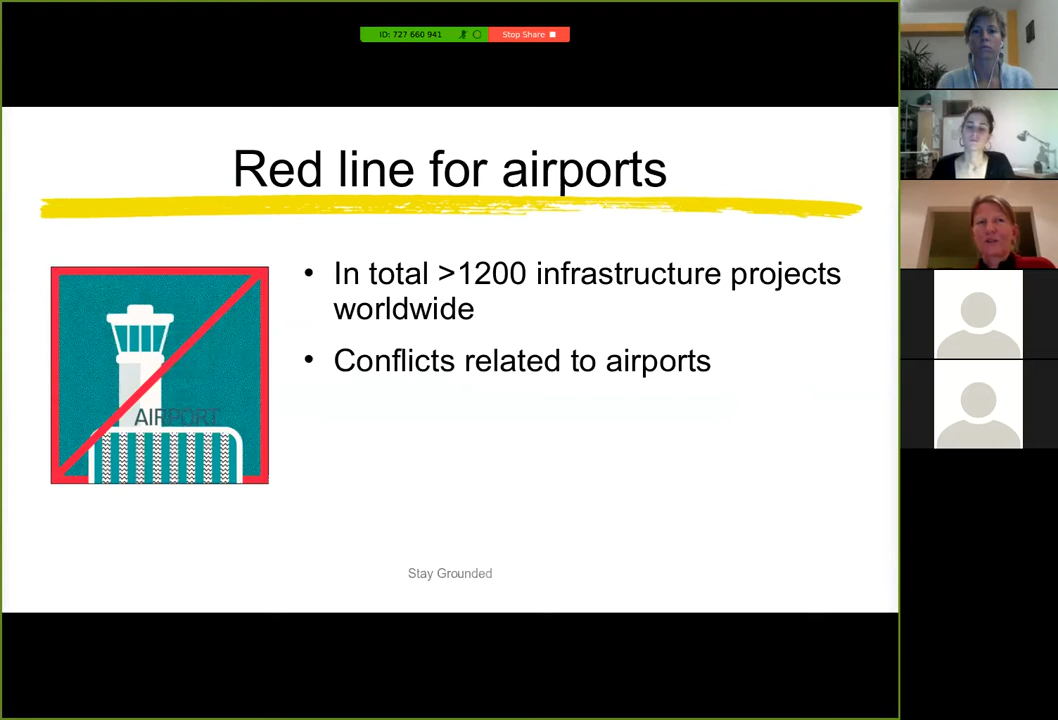 ID: 727 660 941
Stop Share
Red line for airports
• In total >1200 infrastructure projects
worldwide
• Conflicts related to airports
AIRPORT
Stay Grounded